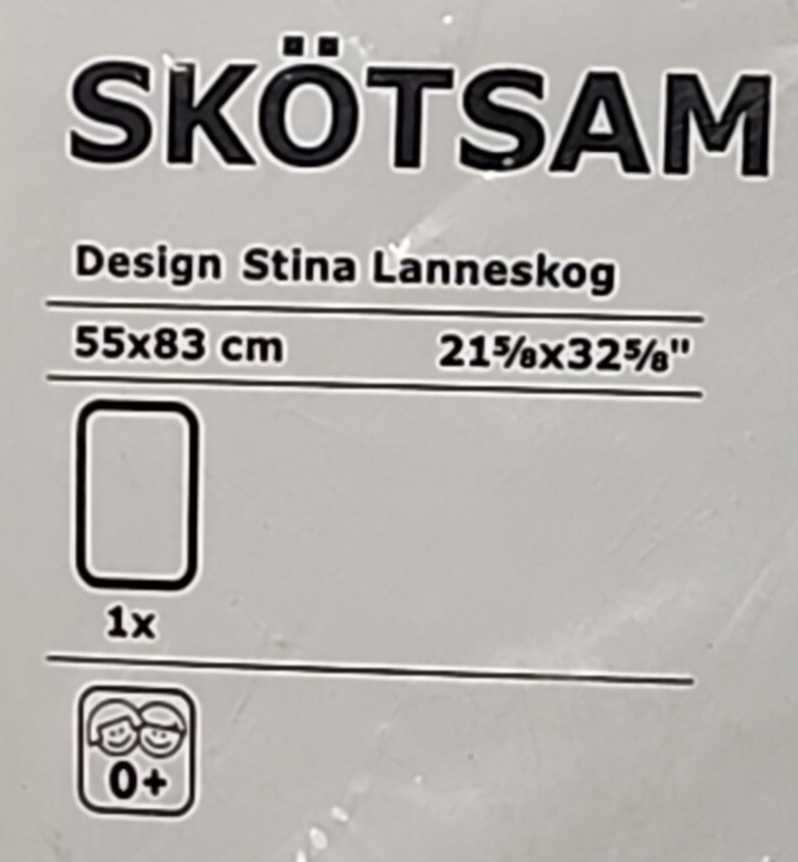 SKÖTSAM
Design Stina Lanneskog
55x83 cm 21⅝x32⅝"
1x
0+